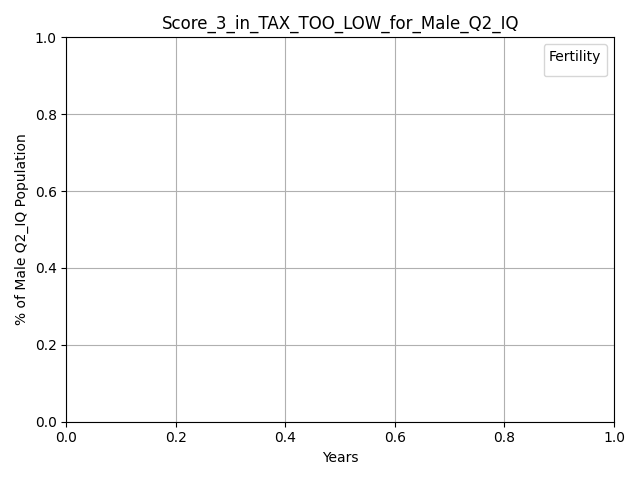 Score_3_in_TAX_TOO_LOW_for_Male_Q2_IQ
Fertility
% of Male Q2_IQ Population
1.0
0.8
0.6
0.4
0.2
0.0
0.0 0.2 0.4 0.6 0.8 1.0
Years